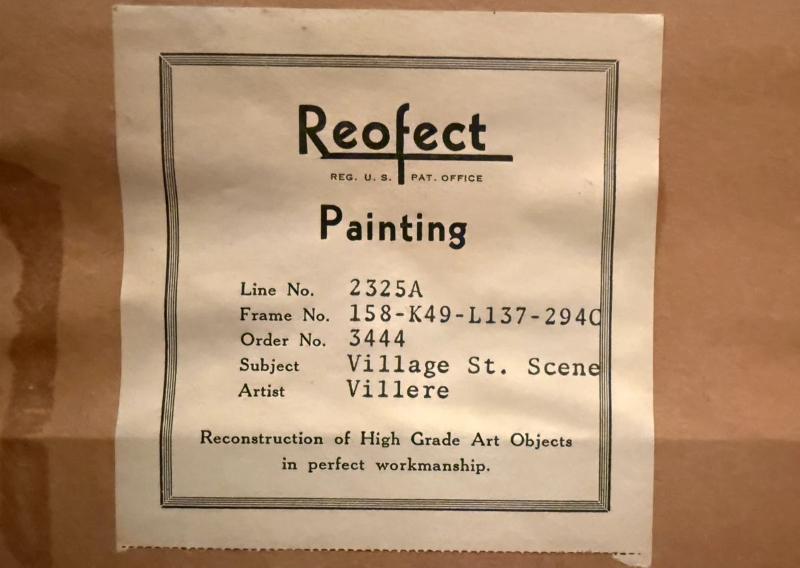 Reofect
REG. U. S. PAT. OFFICE
Painting
Line No. 2325A
Frame No. 158-K49-L137-294C
Order No. 3444
Subject Village St. Scene
Artist Villere
Reconstruction of High Grade Art Objects
in perfect workmanship.